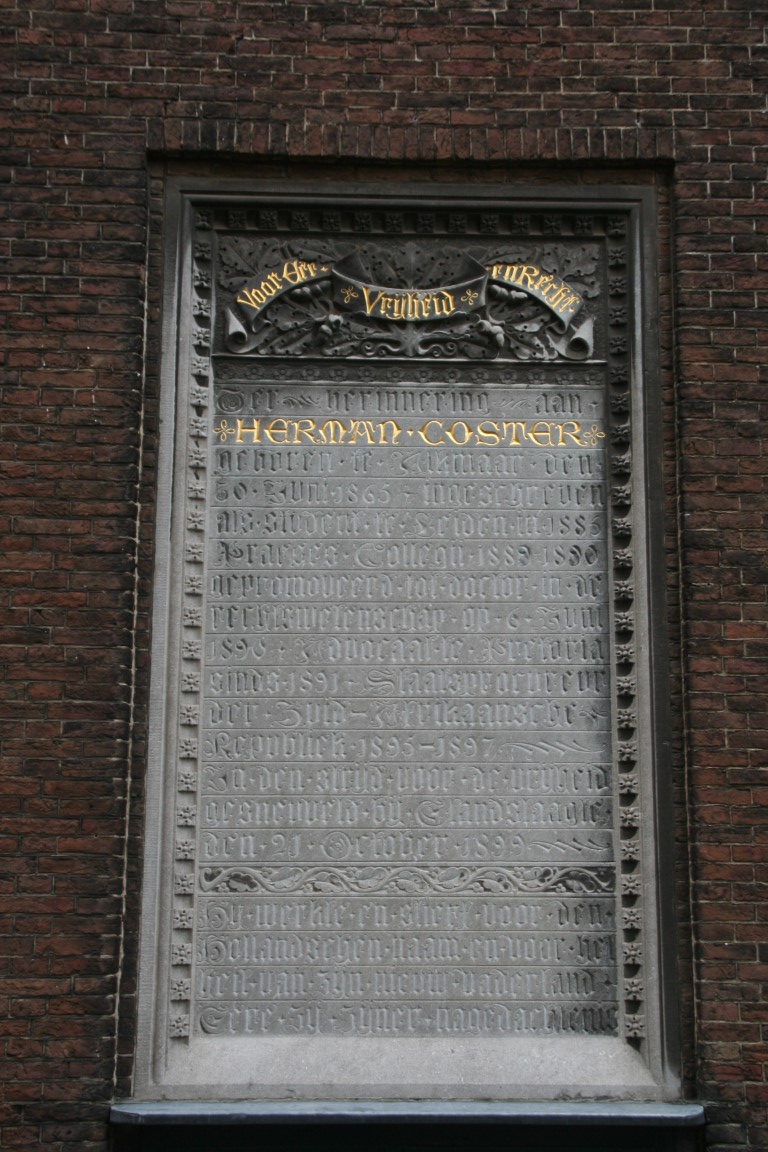 Voor Eer
Vryheid
en Recht
Ter herinnering aan
HERMAN·COSTER
geboren·te·Alkmaar·den
30·Juni·1865·ingeschreven
als·student·te·Leiden·in·1885
Praeses·Collegii·1889·1890
gepromoveerd·tot·doctor·in·de
rechtswetenschap·op·6·Juni
1890·Advocaat·te·Pretoria
sinds·1891·Staatsprocureur
der·Zuid-Afrikaansche
Republiek·1895-1897
In·den·stryd·voor·de·vryheid
gesneuveld·by·Elandslaagte
den·21·October·1899
Hy·werkte·en·stierf·voor·den
Hollandschen·naam·en·voor·het
heil·van·zyn·nieuw·vaderland
Eere·zy·zyner·nagedachtenis